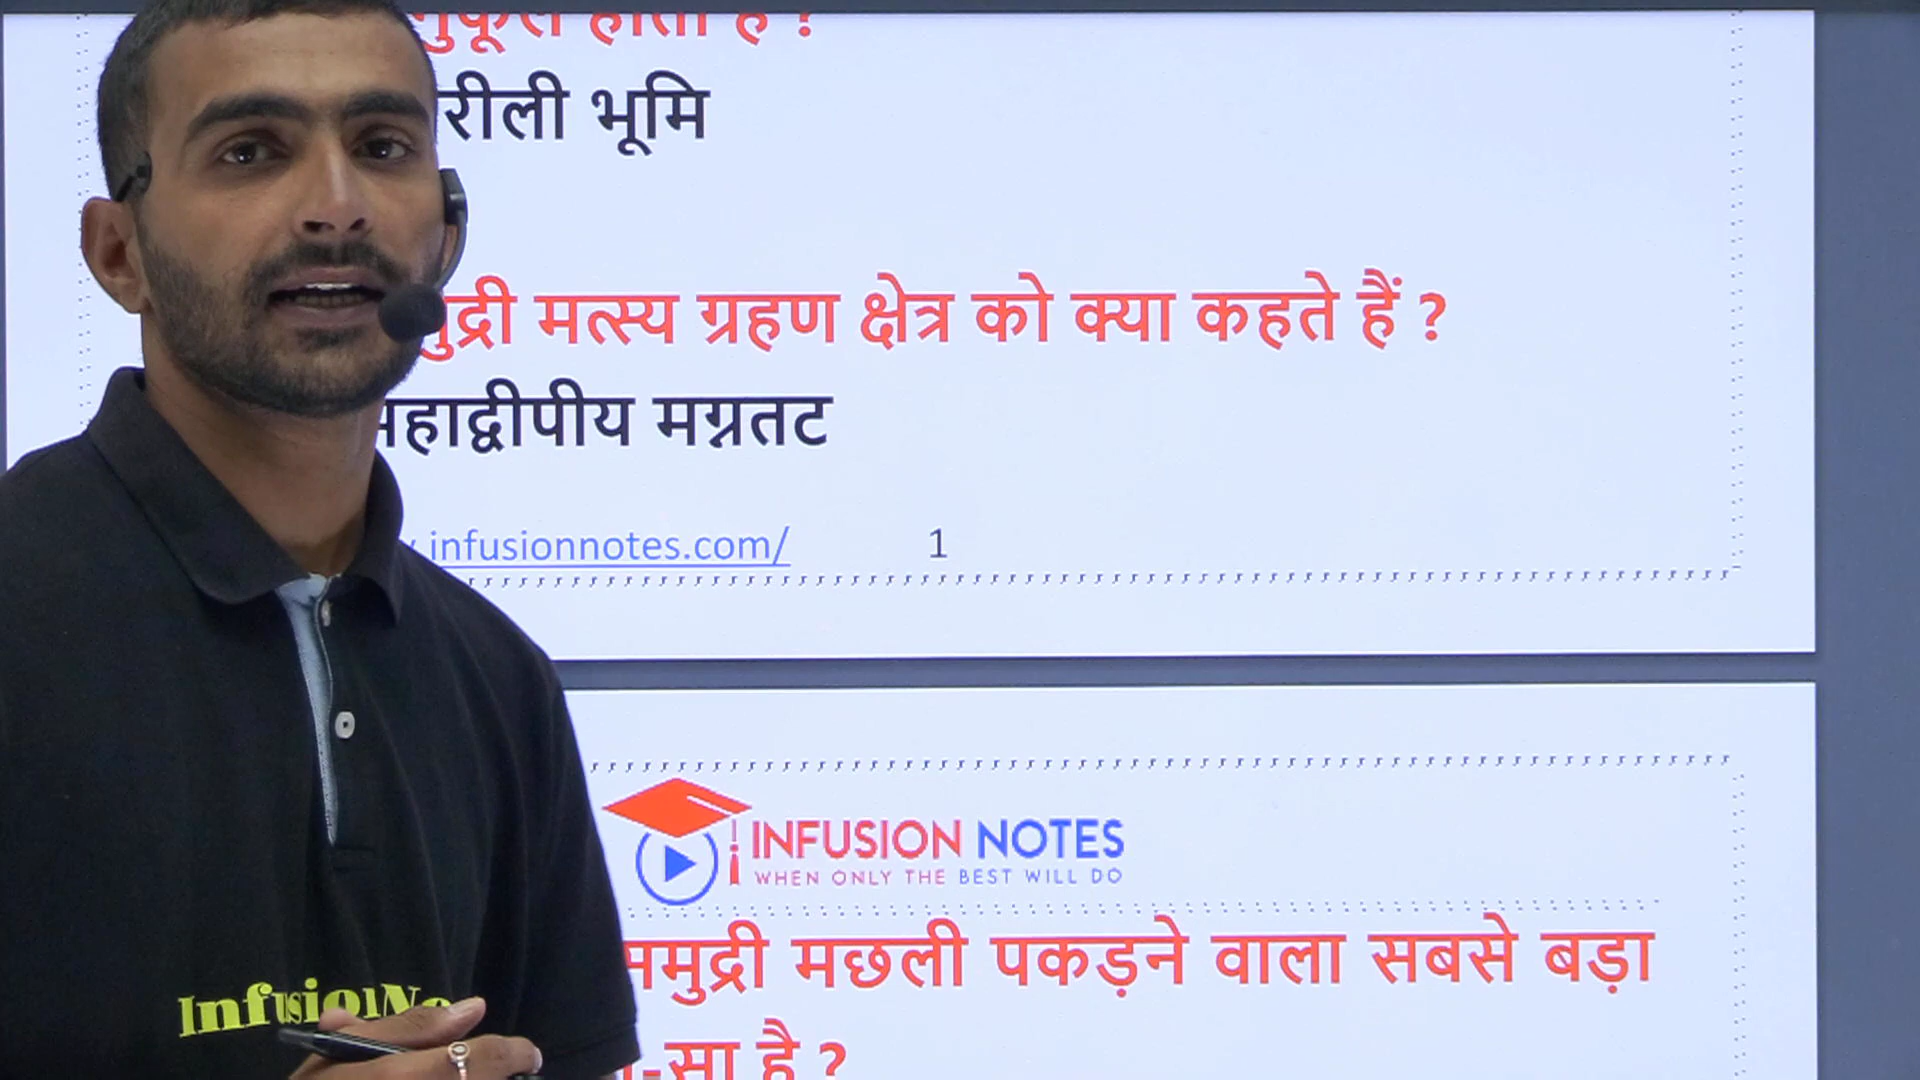 होता है ?
भूमि
मत्स्य ग्रहण क्षेत्र को क्या कहते हैं ?
महाद्वीपीय मग्नतट
infusionnotes.com/ 1
INFUSION NOTES
WHEN ONLY THE BEST WILL DO
समुद्री मछली पकड़ने वाला सबसे बड़ा
-सा है ?